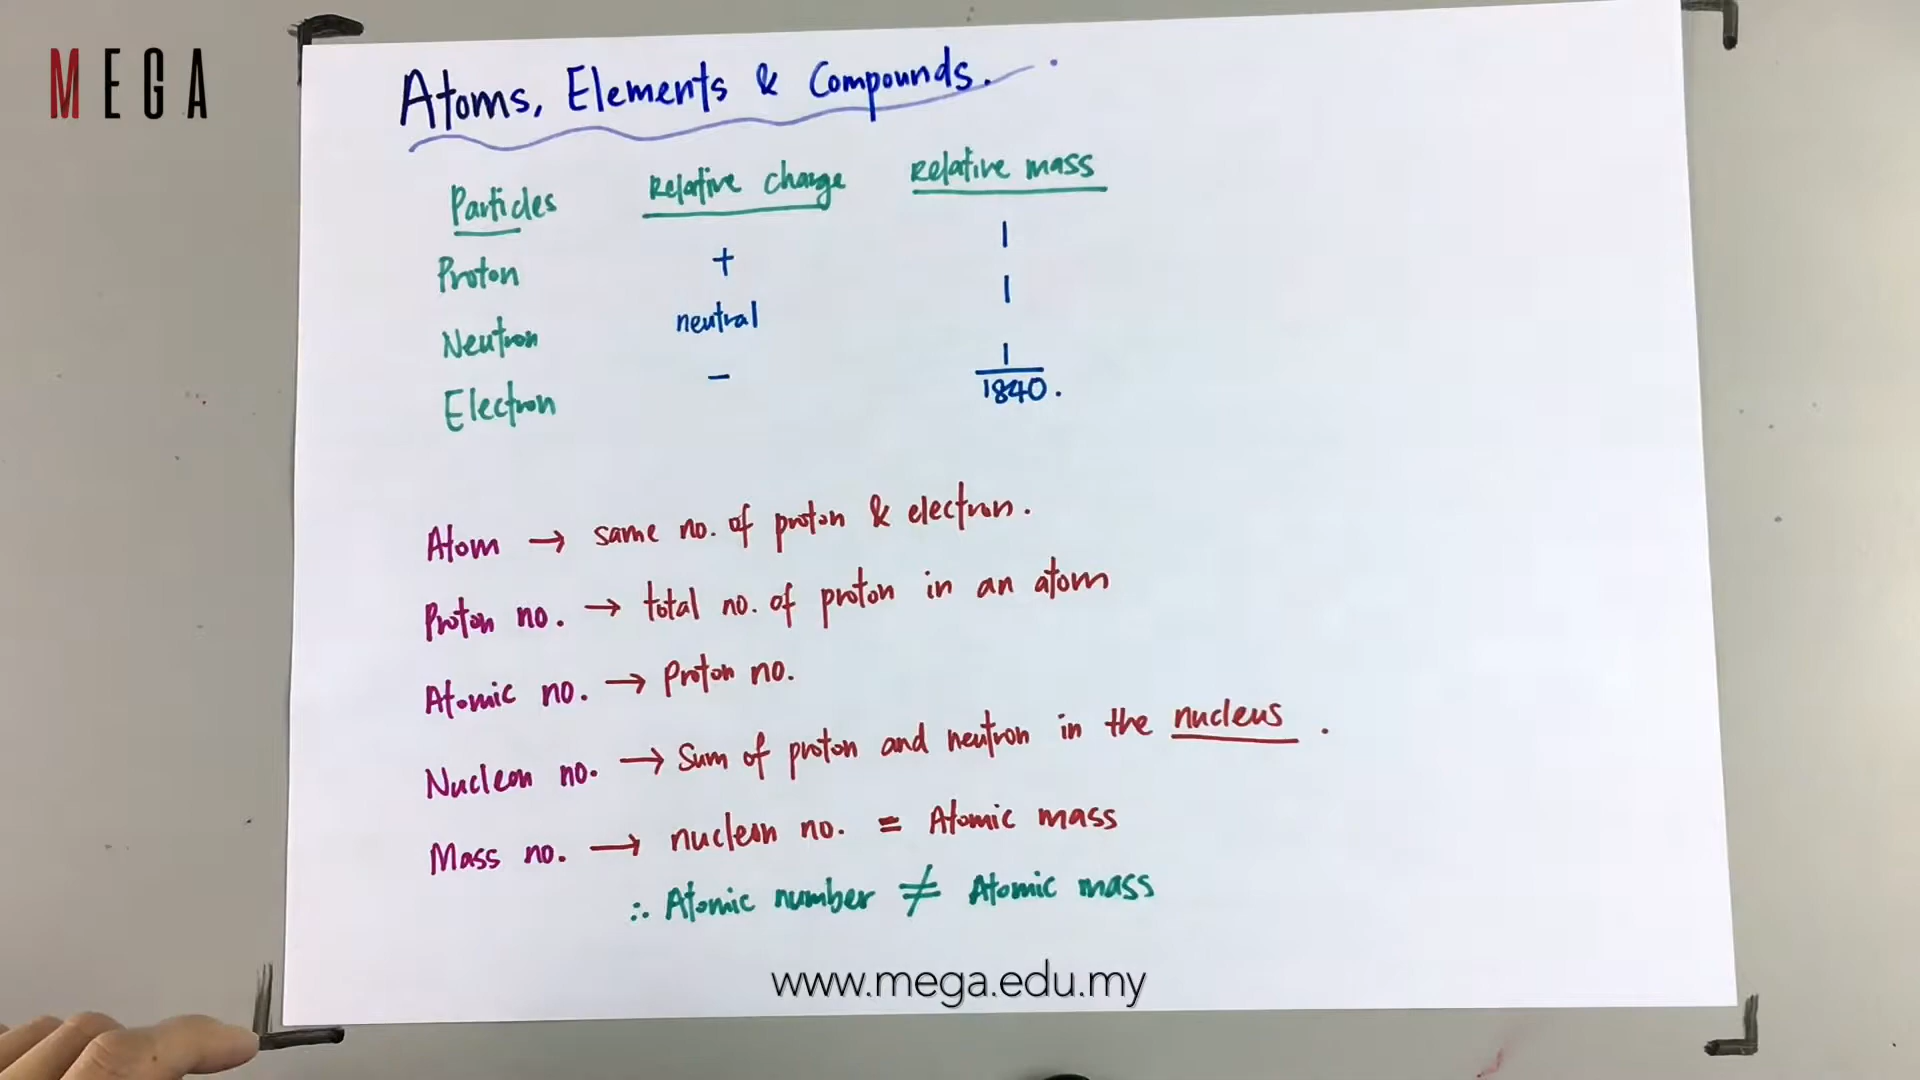 MEGA
Atoms, Elements & Compounds.
Particles Relative charge Relative mass
Proton + 1
Neutron neutral 1
Electron - 1/1840.
Atom → same no. of proton & electron.
Proton no. → total no. of proton in an atom
Atomic no. → Proton no.
Nucleon no. → Sum of proton and neutron in the nucleus.
Mass no. → nucleon no. = Atomic mass
∴ Atomic number ≠ Atomic mass
www.mega.edu.my